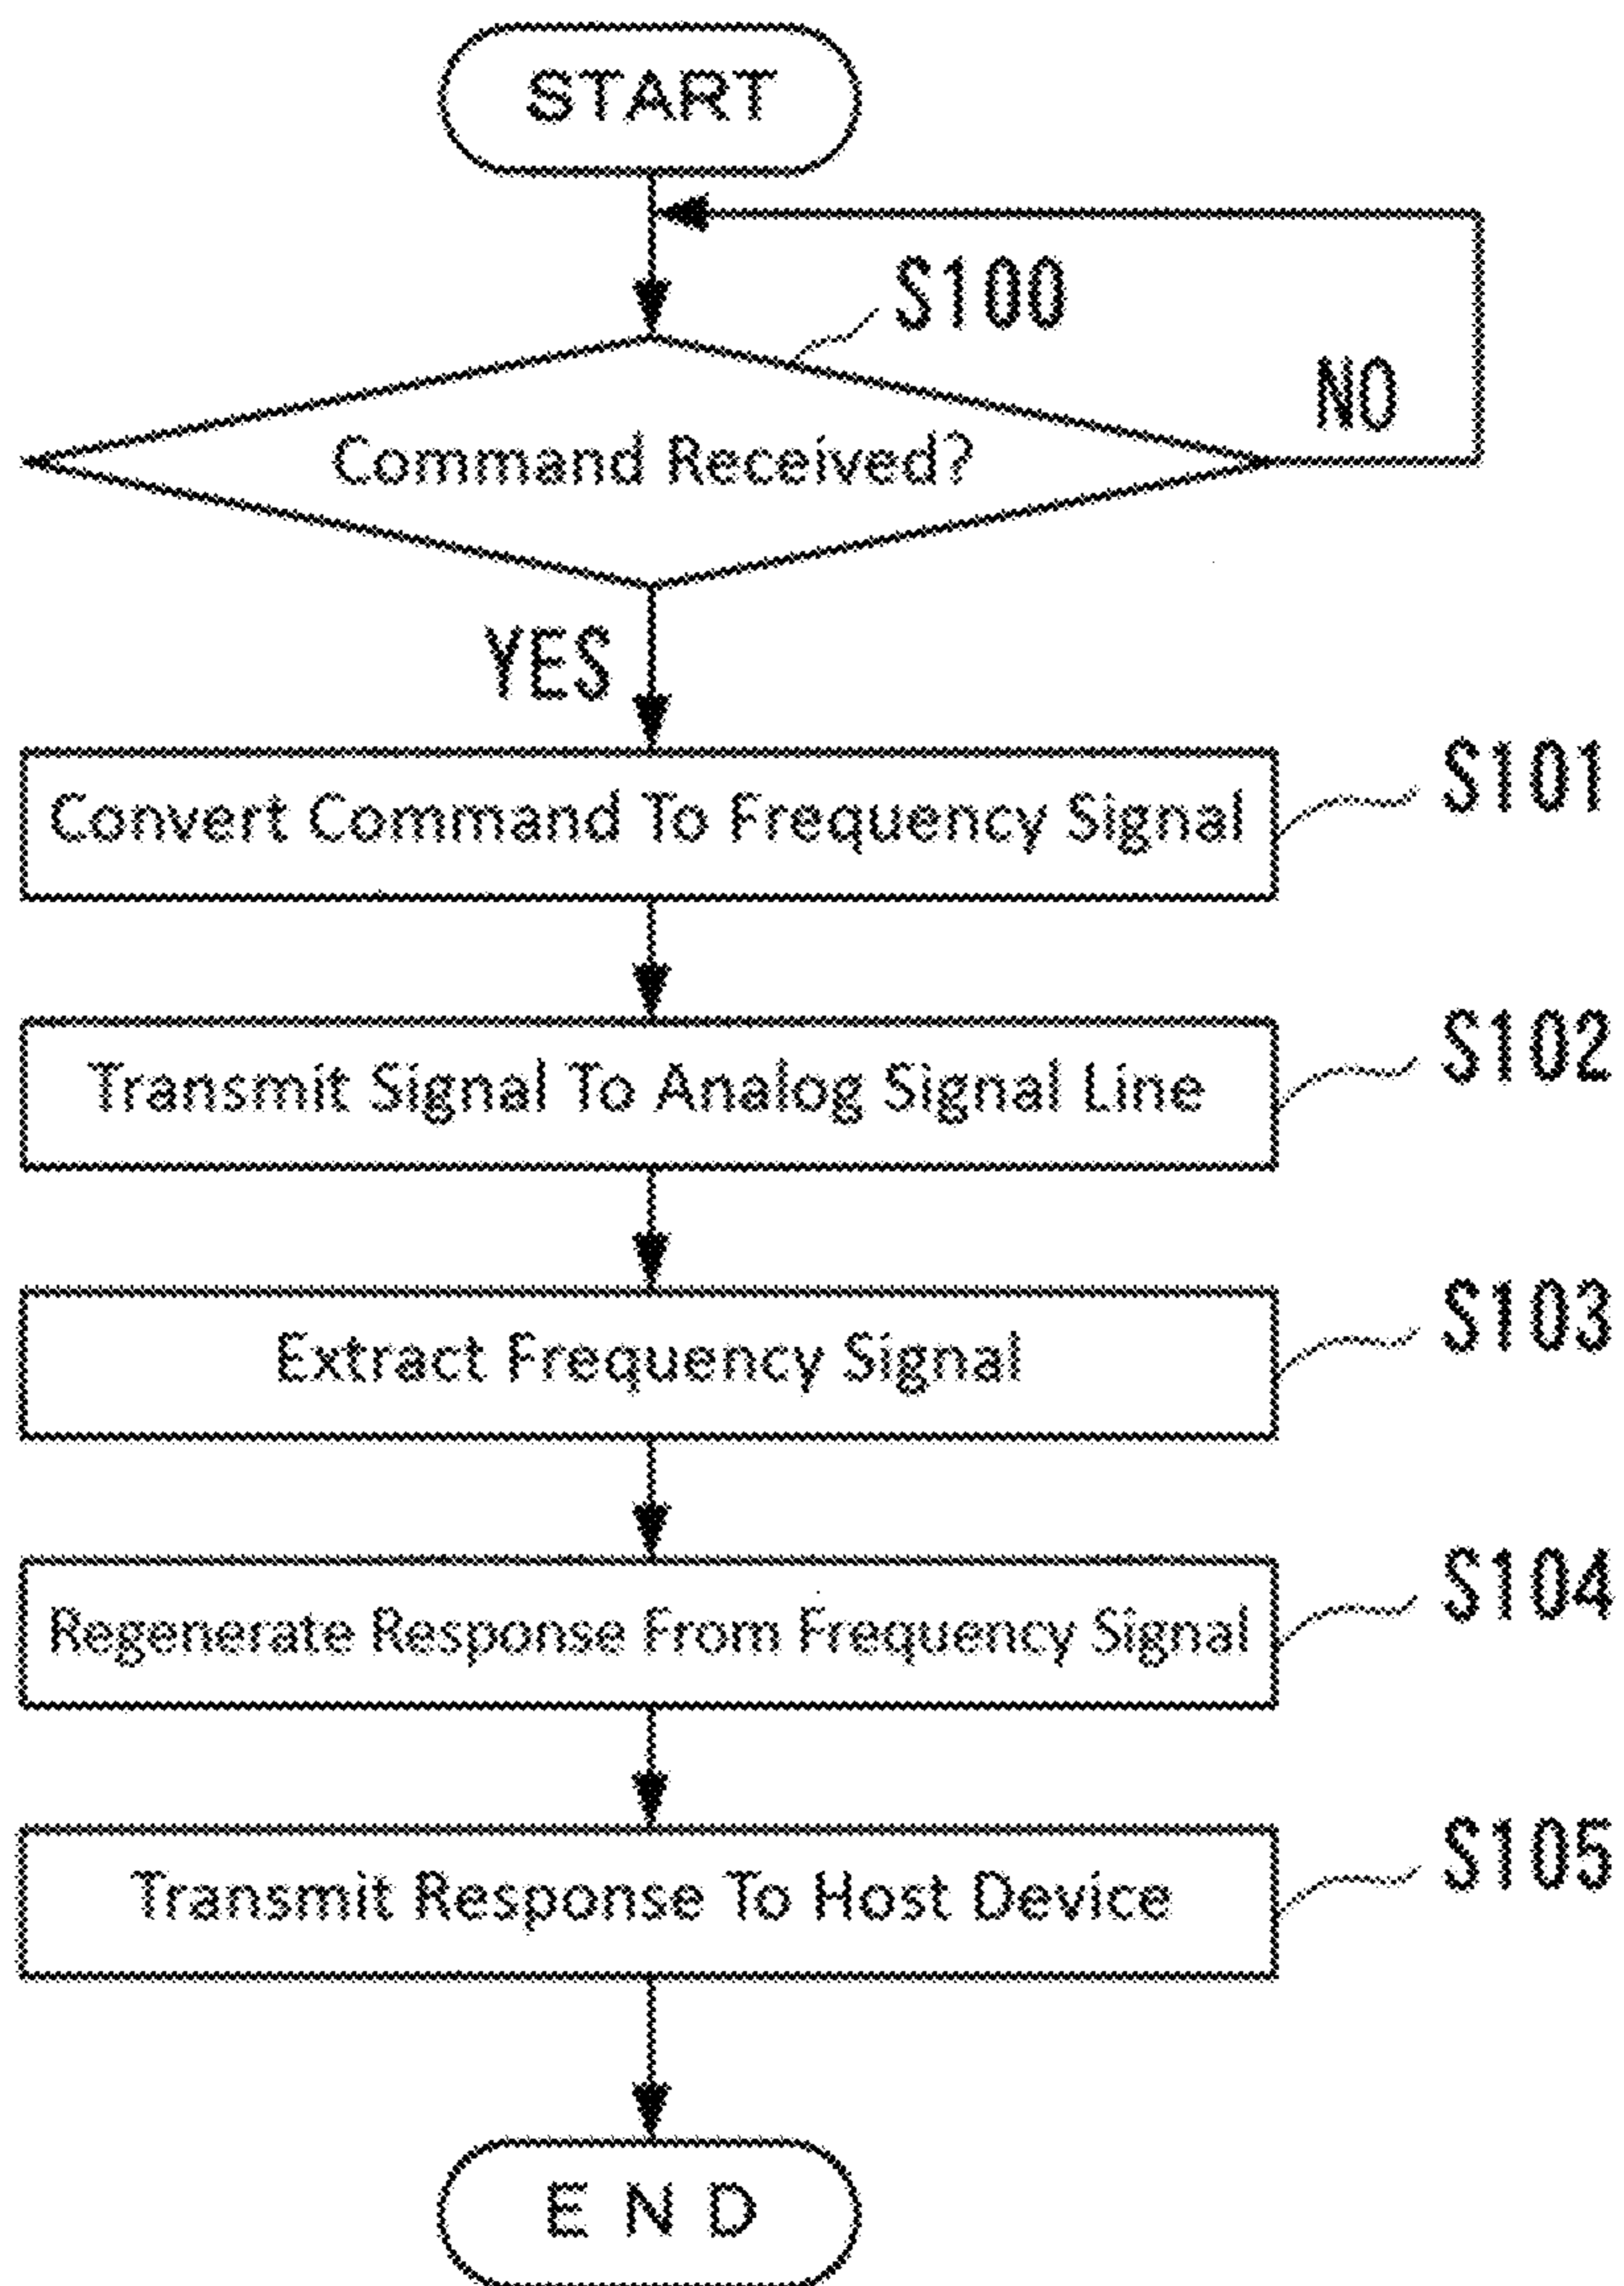 START
S100
NO
Command Received?
YES
Convert Command To Frequency Signal
S101
Transmit Signal To Analog Signal Line
S102
Extract Frequency Signal
S103
Regenerate Response From Frequency Signal
S104
Transmit Response To Host Device
S105
END